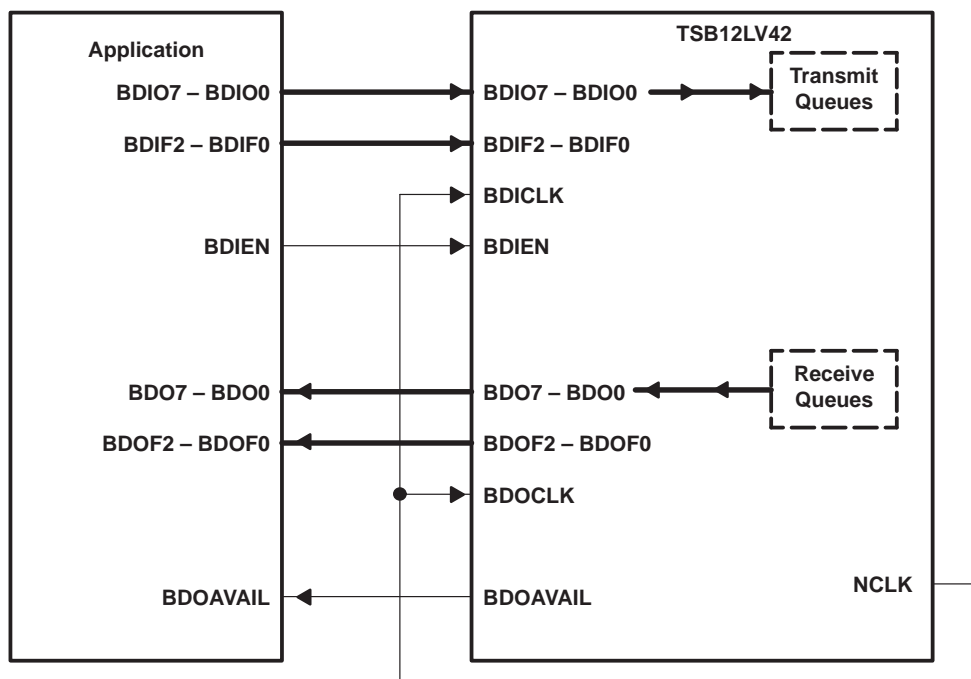 Application
TSB12LV42
BDIO7 – BDIO0
BDIO7 – BDIO0
Transmit
Queues
BDIF2 – BDIF0
BDIF2 – BDIF0
BDICLK
BDIEN
BDIEN
BDO7 – BDO0
BDO7 – BDO0
Receive
Queues
BDOF2 – BDOF0
BDOF2 – BDOF0
BDOCLK
BDOAVAIL
BDOAVAIL
NCLK